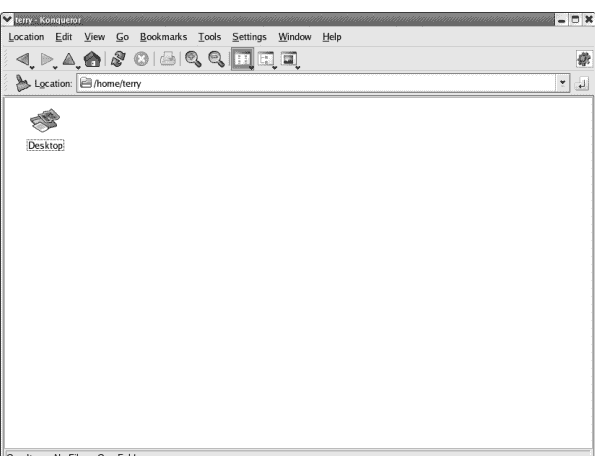 terry - Konqueror
Location Edit View Go Bookmarks Tools Settings Window Help
Location: /home/terry
Desktop